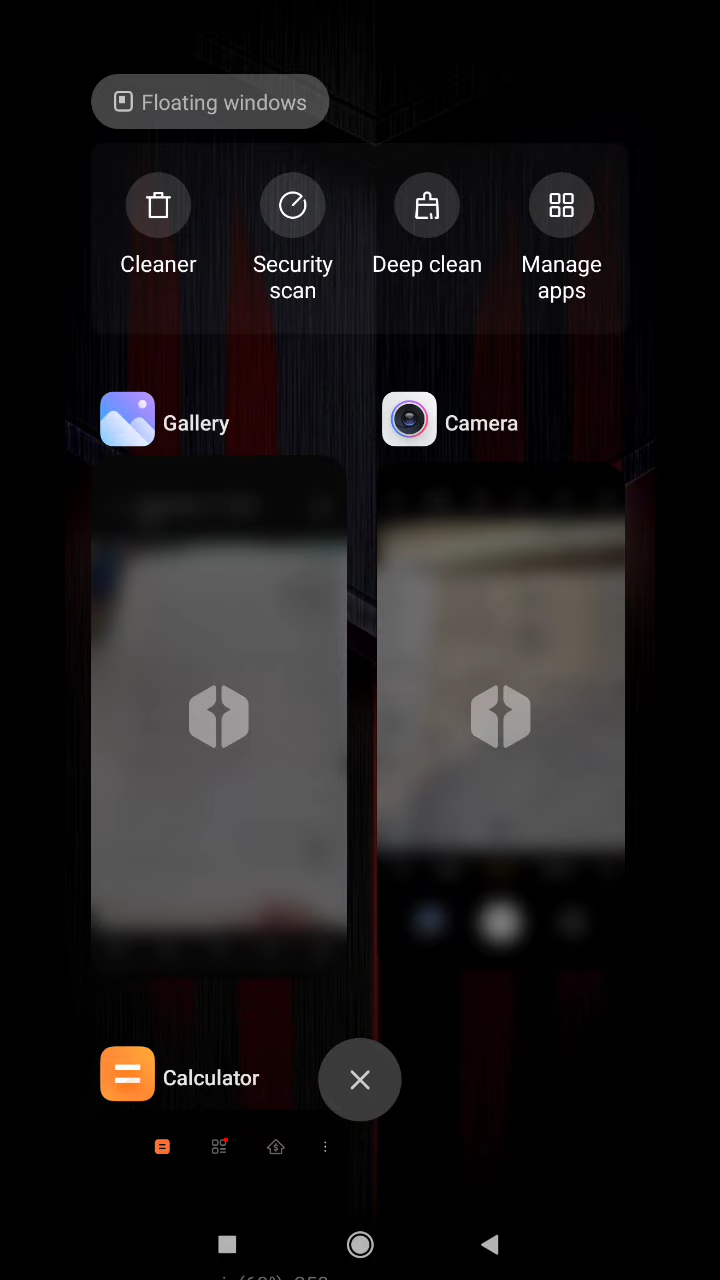 Floating windows
Cleaner
Security
scan
Deep clean
Manage
apps
Gallery
Camera
Calculator